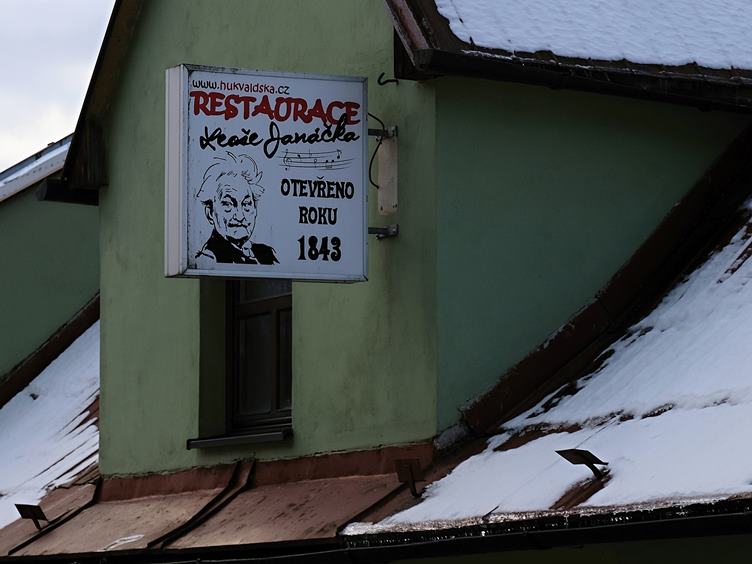 www.hukvaldska.cz
RESTAURACE
Leoše Janáčka
OTEVŘENO
ROKU
1843